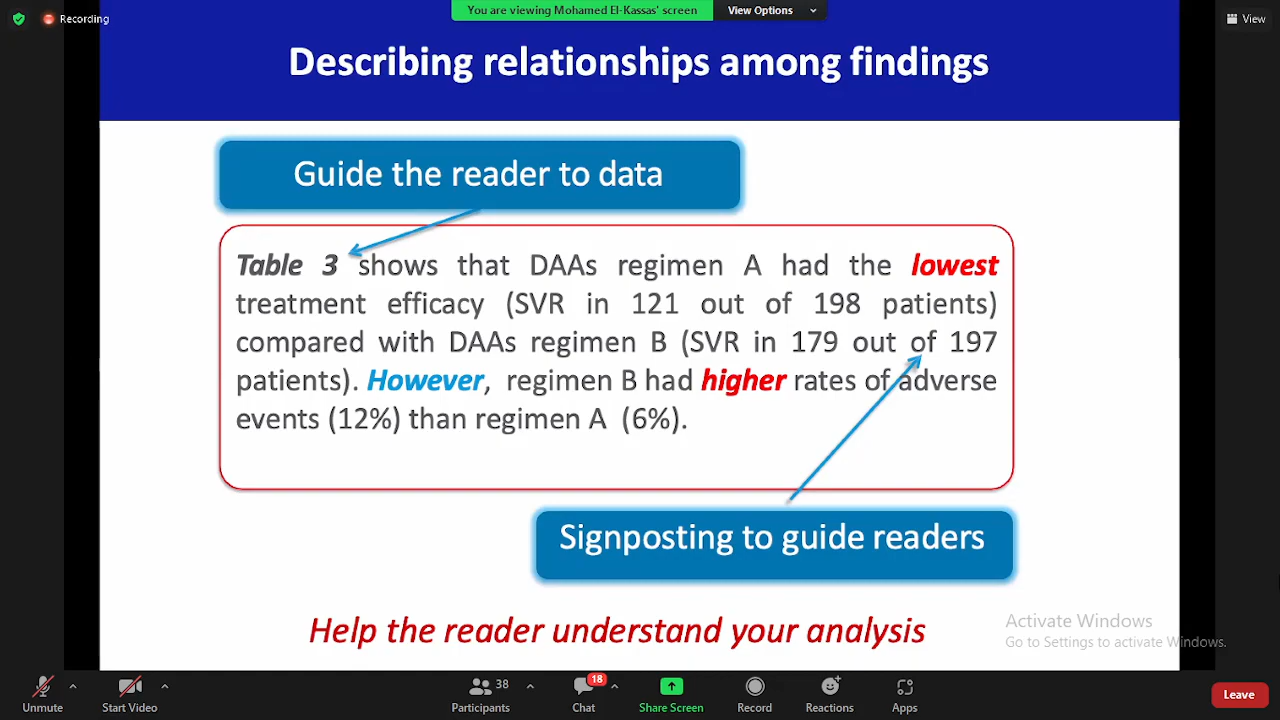 Recording
You are viewing Mohamed El-Kassas' screen
View Options
View
Describing relationships among findings
Guide the reader to data
Table 3 shows that DAAs regimen A had the lowest
treatment efficacy (SVR in 121 out of 198 patients)
compared with DAAs regimen B (SVR in 179 out of 197
patients). However, regimen B had higher rates of adverse
events (12%) than regimen A (6%).
Signposting to guide readers
Help the reader understand your analysis
Activate Windows
Go to Settings to activate Windows.
38
18
Unmute
Start Video
Participants
Chat
Share Screen
Record
Reactions
Apps
Leave